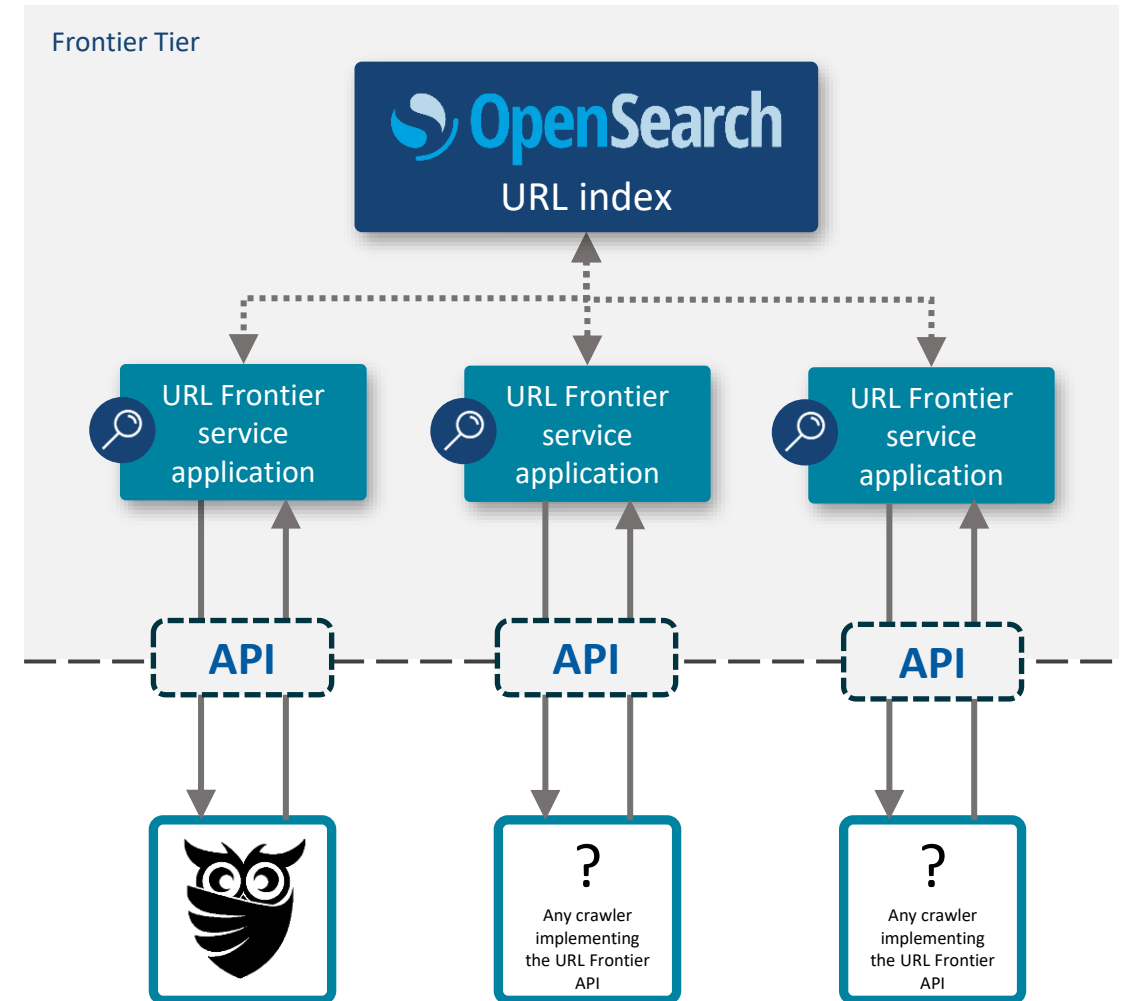 Frontier Tier
OpenSearch
URL index
URL Frontier
service
application
URL Frontier
service
application
URL Frontier
service
application
API
API
API
?
Any crawler
implementing
the URL Frontier
API
?
Any crawler
implementing
the URL Frontier
API